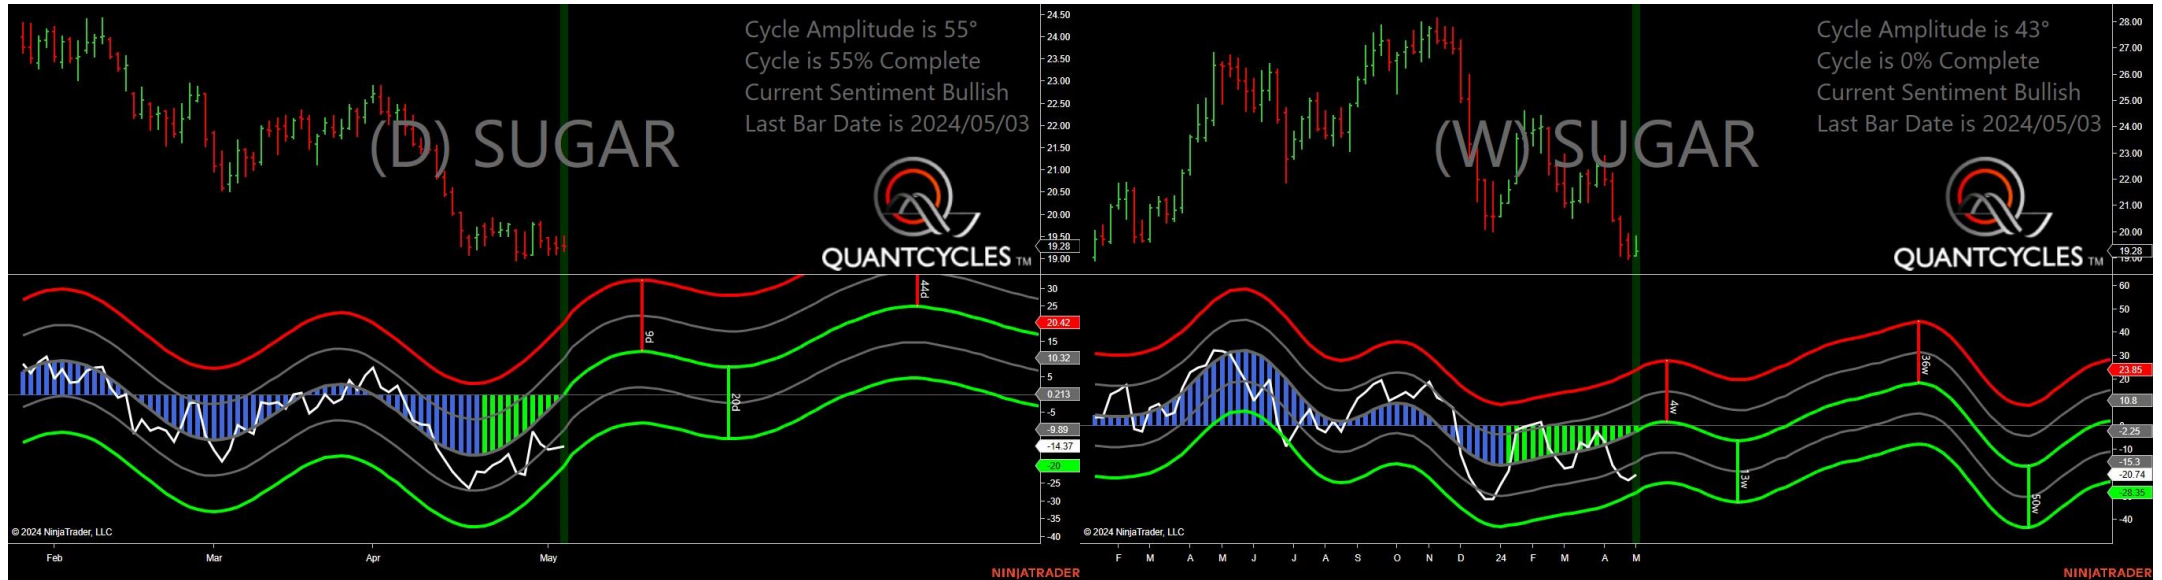 Cycle Amplitude is 55°
Cycle is 55% Complete
Current Sentiment Bullish
Last Bar Date is 2024/05/03
(D) SUGAR
QUANTCYCLES TM
24.50
24.00
23.50
23.00
22.50
22.00
21.50
21.00
20.50
20.00
19.50
19.28
19.00
9d
20d
44d
30
25
20.42
15
10.32
5
0.213
-5
-9.89
-14.37
-20
-25
-30
-35
-40
© 2024 NinjaTrader, LLC
Feb Mar Apr May
NINJATRADER
Cycle Amplitude is 43°
Cycle is 0% Complete
Current Sentiment Bullish
Last Bar Date is 2024/05/03
(W) SUGAR
QUANTCYCLES TM
28.00
27.00
26.00
25.00
24.00
23.00
22.00
21.00
20.00
19.28
4w
13w
36w
50w
60
50
40
30
23.85
20
10.8
-2.25
-10
-15.3
-20.74
-28.35
-40
© 2024 NinjaTrader, LLC
F M A M J J A S O N D 24 F M A M
NINJATRADER